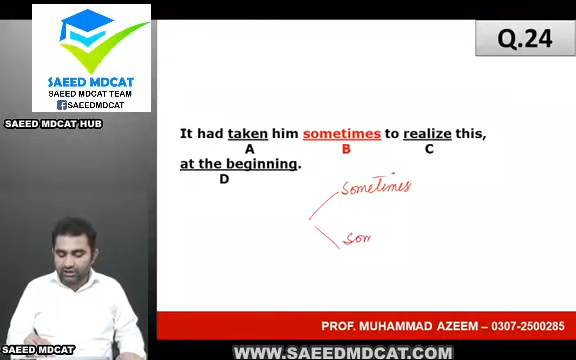 Q.24
SAEED MDCAT
SAEED MDCAT TEAM
f SAEEDMDCAT
SAEED MDCAT HUB
It had taken him sometimes to realize this,
A B C
at the beginning.
D
sometimes
som
PROF. MUHAMMAD AZEEM – 0307-2500285
SAEED MDCAT
WWW.SAEEDMDCAT.COM